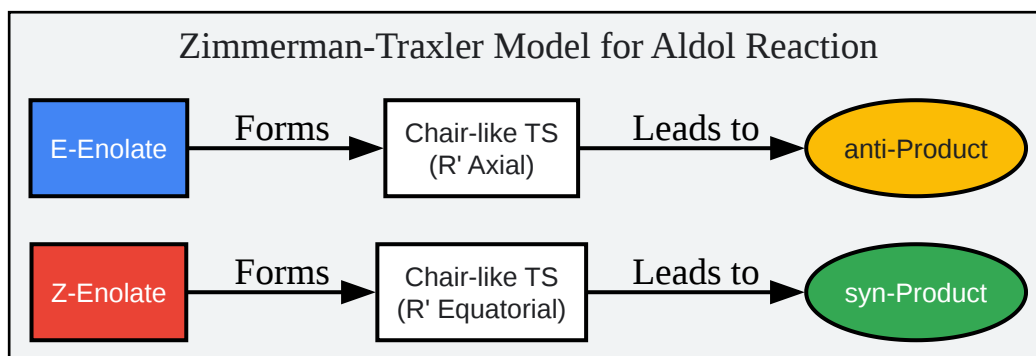 Zimmerman-Traxler Model for Aldol Reaction
E-Enolate
Forms
Chair-like TS
(R' Axial)
Leads to
anti-Product
Z-Enolate
Forms
Chair-like TS
(R' Equatorial)
Leads to
syn-Product